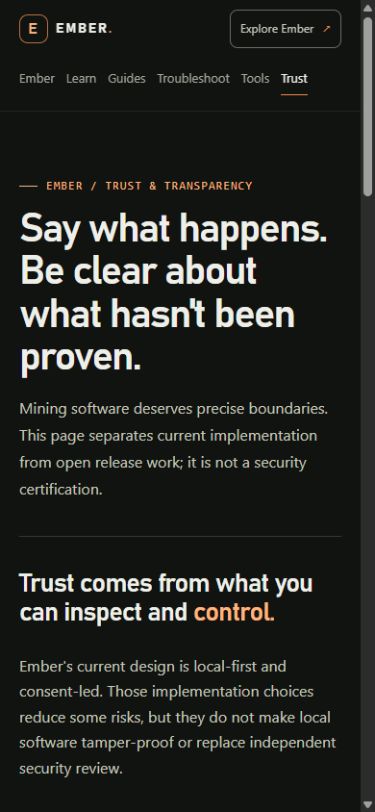 E EMBER.
Explore Ember ↗
Ember Learn Guides Troubleshoot Tools Trust
EMBER / TRUST & TRANSPARENCY
Say what happens.
Be clear about
what hasn't been
proven.
Mining software deserves precise boundaries.
This page separates current implementation
from open release work; it is not a security
certification.
Trust comes from what you
can inspect and control.
Ember's current design is local-first and
consent-led. Those implementation choices
reduce some risks, but they do not make local
software tamper-proof or replace independent
security review.